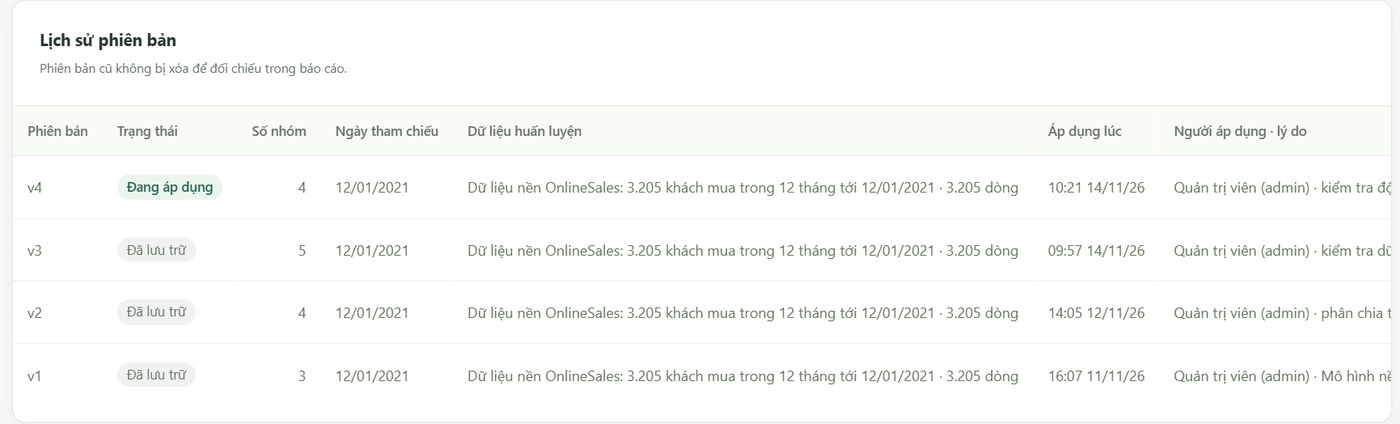 Lịch sử phiên bản
Phiên bản cũ không bị xóa để đối chiếu trong báo cáo.
Phiên bản Trạng thái Số nhóm Ngày tham chiếu Dữ liệu huấn luyện Áp dụng lúc Người áp dụng · lý do
v4 Đang áp dụng 4 12/01/2021 Dữ liệu nền OnlineSales: 3.205 khách mua trong 12 tháng tới 12/01/2021 · 3.205 dòng 10:21 14/11/26 Quản trị viên (admin) · kiểm tra
v3 Đã lưu trữ 5 12/01/2021 Dữ liệu nền OnlineSales: 3.205 khách mua trong 12 tháng tới 12/01/2021 · 3.205 dòng 09:57 14/11/26 Quản trị viên (admin) · kiểm tra
v2 Đã lưu trữ 4 12/01/2021 Dữ liệu nền OnlineSales: 3.205 khách mua trong 12 tháng tới 12/01/2021 · 3.205 dòng 14:05 12/11/26 Quản trị viên (admin) · phân chia
v1 Đã lưu trữ 3 12/01/2021 Dữ liệu nền OnlineSales: 3.205 khách mua trong 12 tháng tới 12/01/2021 · 3.205 dòng 16:07 11/11/26 Quản trị viên (admin) · Mô hình